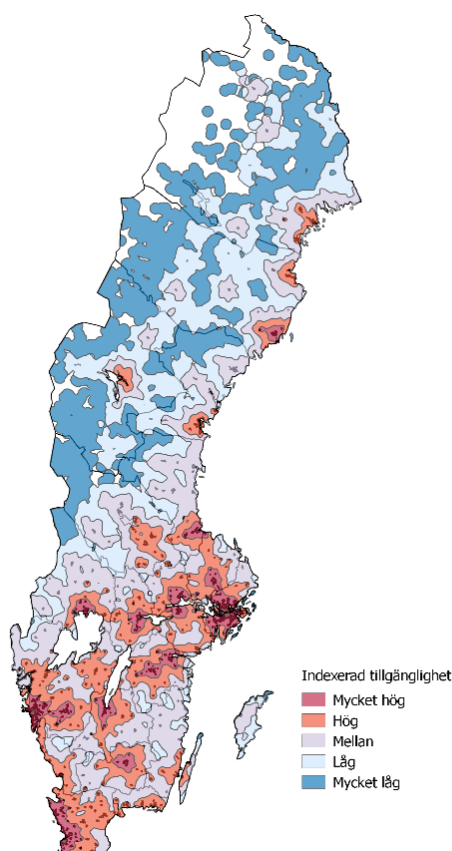 Indexerad tillgänglighet
Mycket hög
Hög
Mellan
Låg
Mycket låg